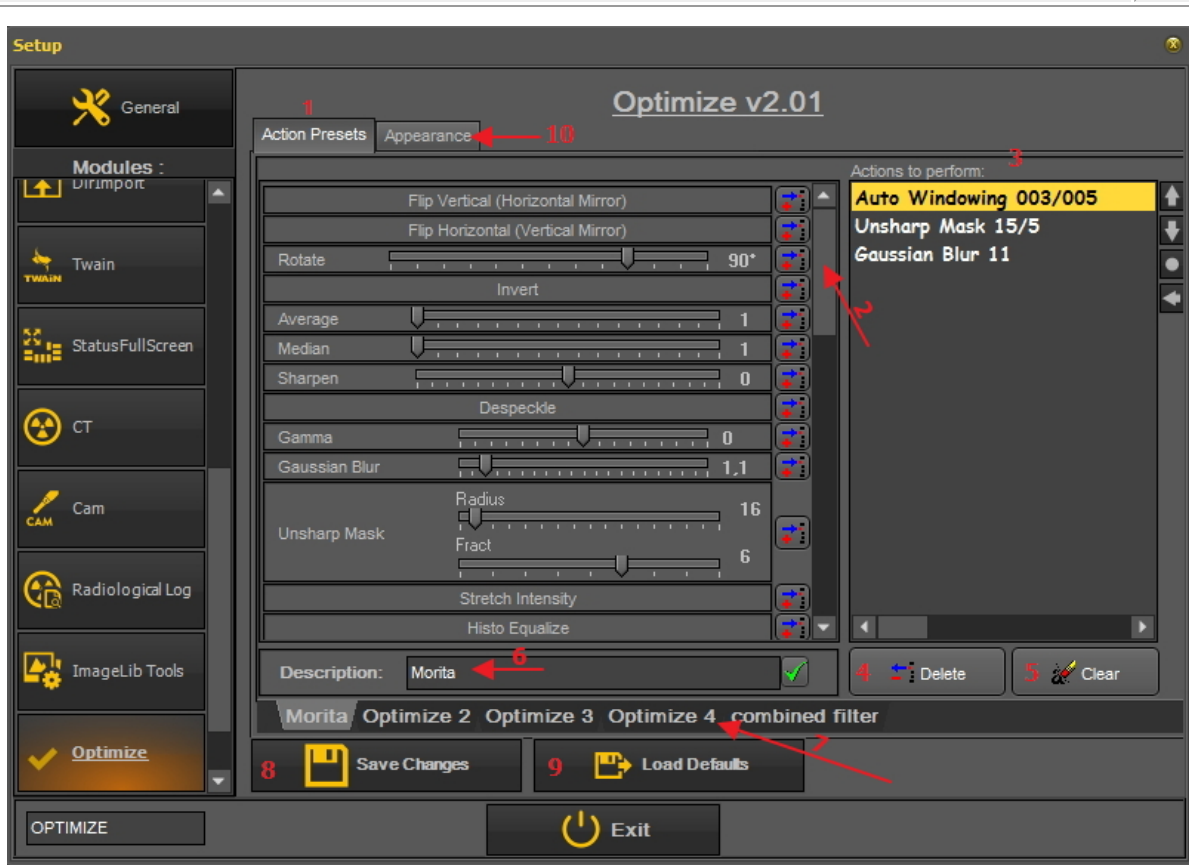 Setup
General
Modules :
DirImport
TWAIN
Twain
StatusFullScreen
CT
CAM
Cam
Radiological Log
ImageLib Tools
Optimize
OPTIMIZE
Optimize v2.01
1
Action Presets
Appearance
10
Flip Vertical (Horizontal Mirror)
Flip Horizontal (Vertical Mirror)
Rotate 90°
Invert
Average 1
Median 1
Sharpen 0
Despeckle
Gamma 0
Gaussian Blur 1,1
Radius
16
Unsharp Mask
Fract
6
Stretch Intensity
Histo Equalize
2
3
Actions to perform:
Auto Windowing 003/005
Unsharp Mask 15/5
Gaussian Blur 11
6
Description: Morita
4 Delete
5 Clear
Morita Optimize 2 Optimize 3 Optimize 4 combined filter
7
8 Save Changes
9 Load Defaults
Exit